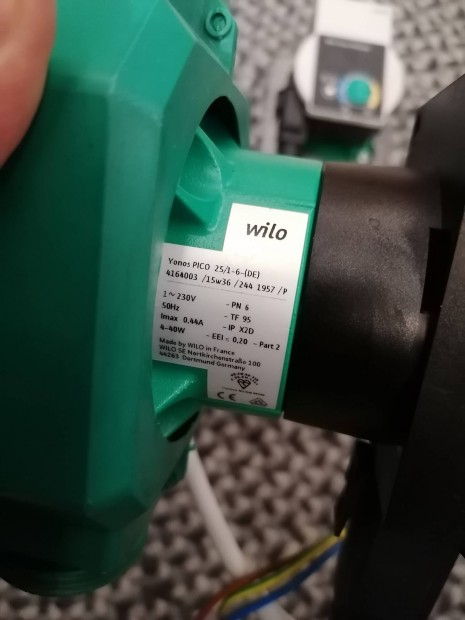 wilo
Yonos PICO 25/1-6-(DE)
4164003 /15w36 /244 1957 /P
1~230V
50Hz
Imax 0,44A
4-40W
- PN 6
- TF 95
- IP X2D
- EEI = 0,20 - Part 2
Made by WILO in France
WILO SE Nortkirchenstraße 100
44263 Dortmund Germany
CE